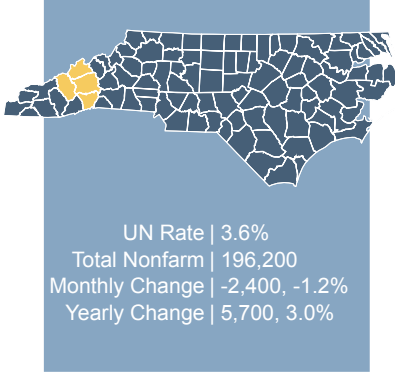 UN Rate | 3.6%
Total Nonfarm | 196,200
Monthly Change | -2,400, -1.2%
Yearly Change | 5,700, 3.0%